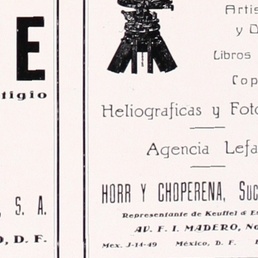 E
tigio
, S. A.
O, D. F.
Artis
y D
Libros
Cop
Heliograficas y Foto
Agencia Lefa
HORR Y CHOPERENA, Suc
Representante de Keuffel & Es
AV. F. I. MADERO, No
Mex. J-14-49 México, D. F.